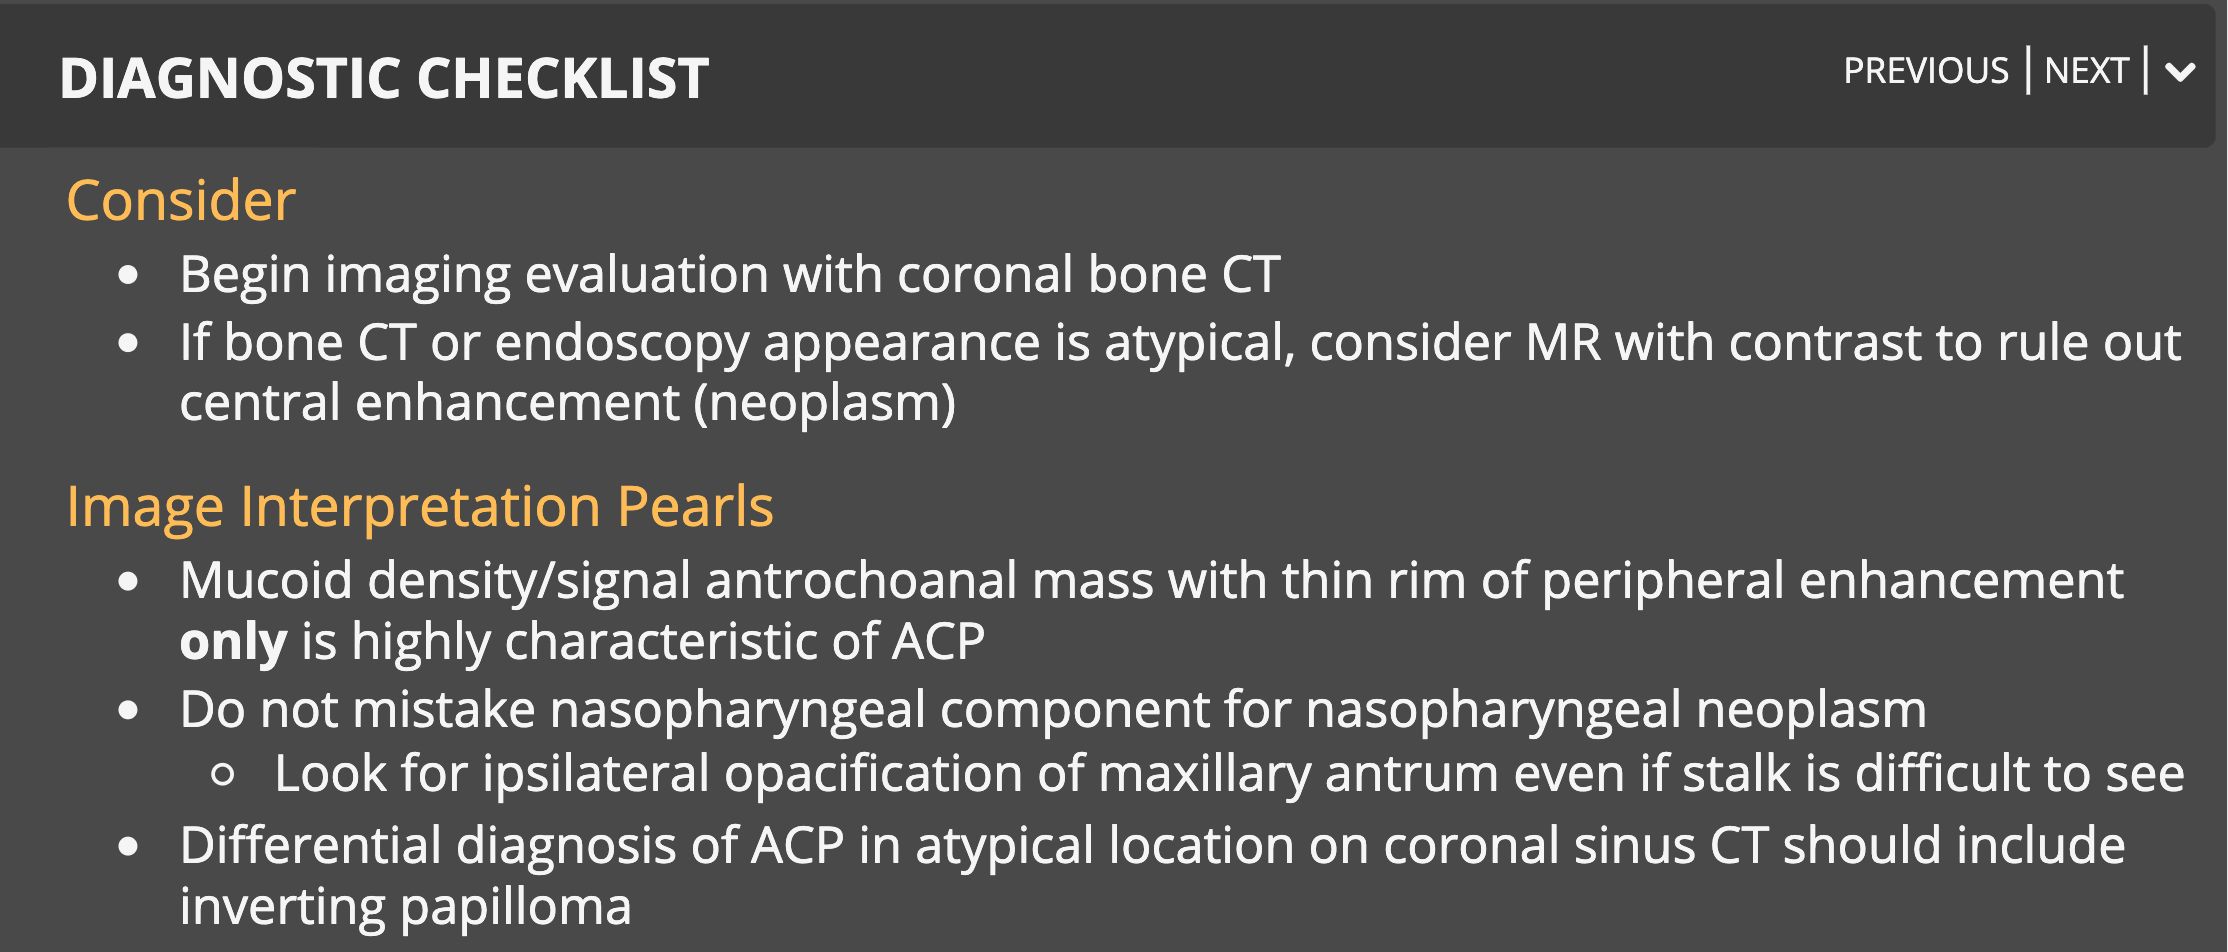 DIAGNOSTIC CHECKLIST
PREVIOUS | NEXT |
Consider
• Begin imaging evaluation with coronal bone CT
• If bone CT or endoscopy appearance is atypical, consider MR with contrast to rule out
central enhancement (neoplasm)
Image Interpretation Pearls
• Mucoid density/signal antrochoanal mass with thin rim of peripheral enhancement
only is highly characteristic of ACP
• Do not mistake nasopharyngeal component for nasopharyngeal neoplasm
○ Look for ipsilateral opacification of maxillary antrum even if stalk is difficult to see
• Differential diagnosis of ACP in atypical location on coronal sinus CT should include
inverting papilloma